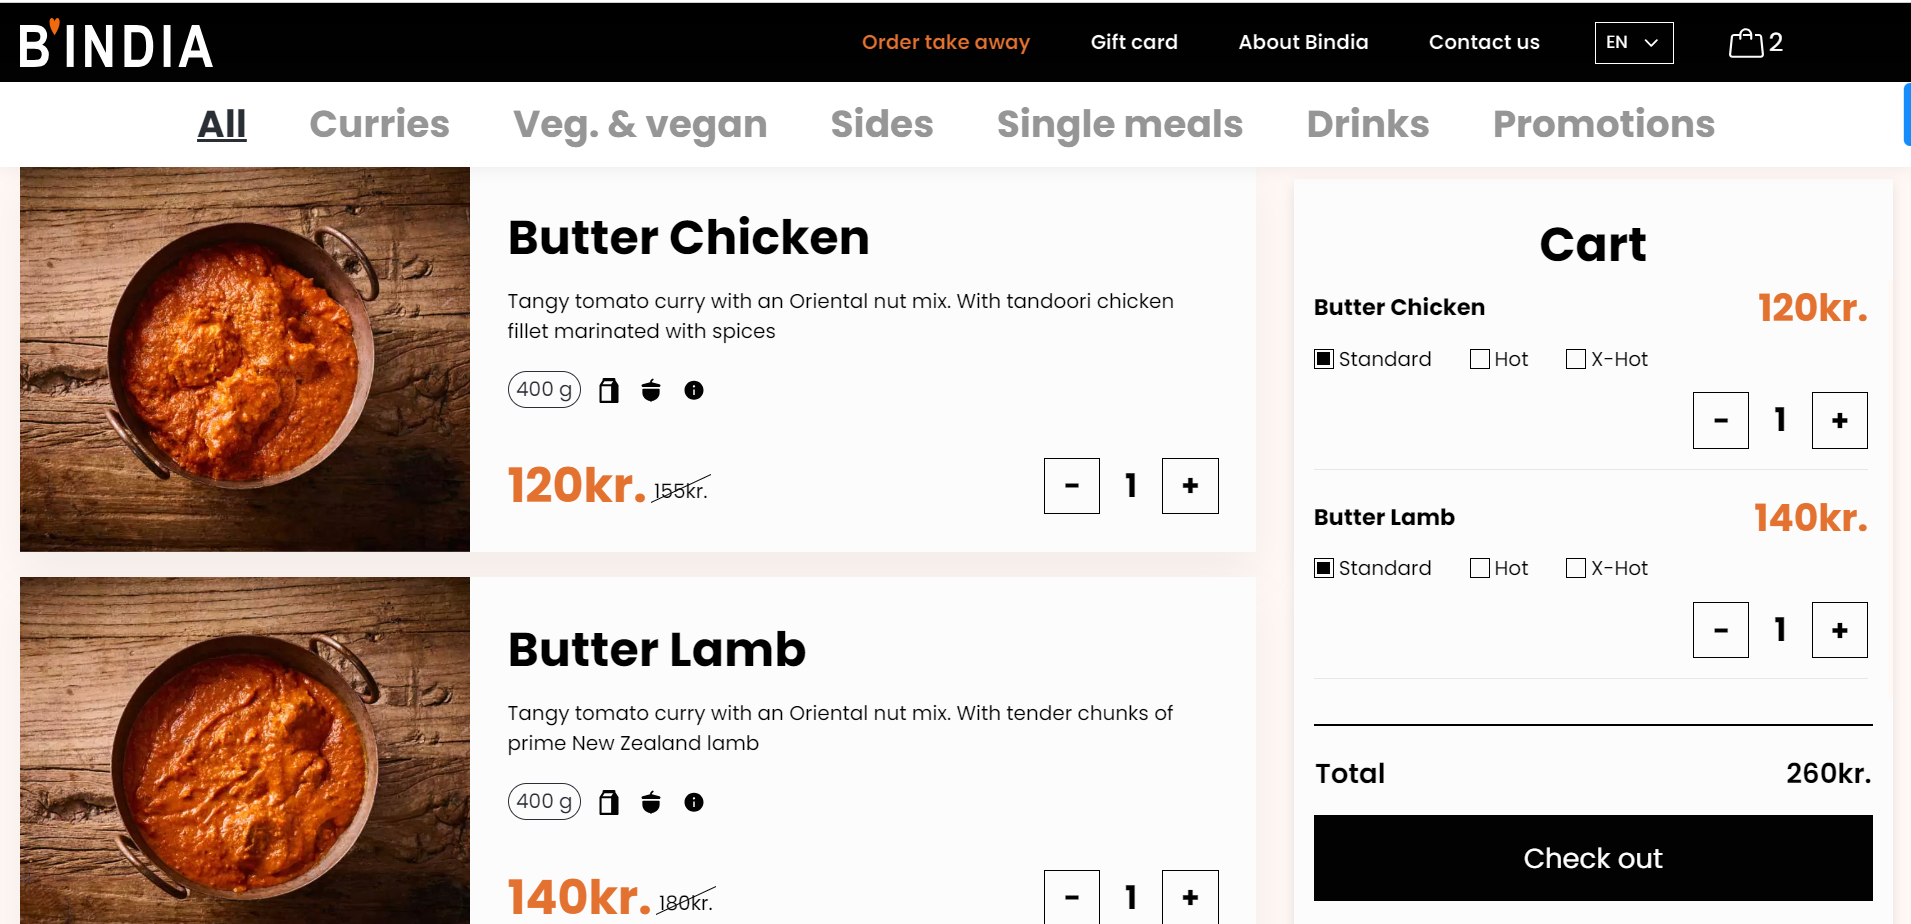 B'INDIA
Order take away
Gift card
About Bindia
Contact us
EN
2
All
Curries
Veg. & vegan
Sides
Single meals
Drinks
Promotions
Butter Chicken
Tangy tomato curry with an Oriental nut mix. With tandoori chicken
fillet marinated with spices
400 g
120kr. 155kr.
- 1 +
Butter Lamb
Tangy tomato curry with an Oriental nut mix. With tender chunks of
prime New Zealand lamb
400 g
140kr. 180kr.
- 1 +
Cart
Butter Chicken 120kr.
Standard Hot X-Hot
- 1 +
Butter Lamb 140kr.
Standard Hot X-Hot
- 1 +
Total 260kr.
Check out